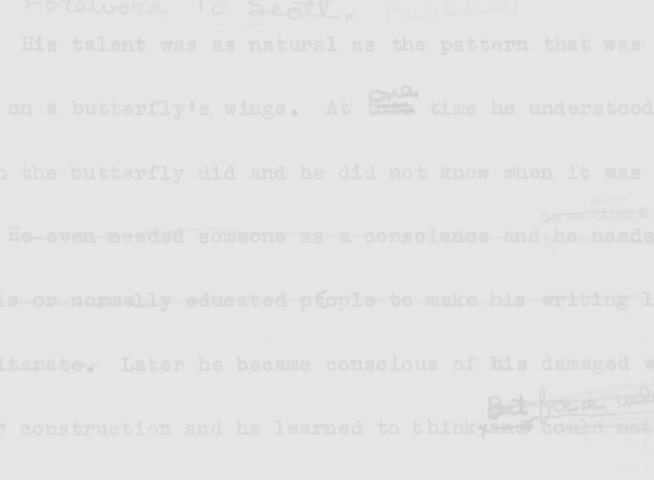 Foreword To Scott.
His talent was as natural as the pattern that was
one
on a butterfly's wings. At time he understood
the butterfly did and he did not know when it was
He even needed someone as a conscience and he neede
is or normally educated people to make his writing l
iterate. Later he became conscious of his damaged w
But
r construction and he learned to think and could not